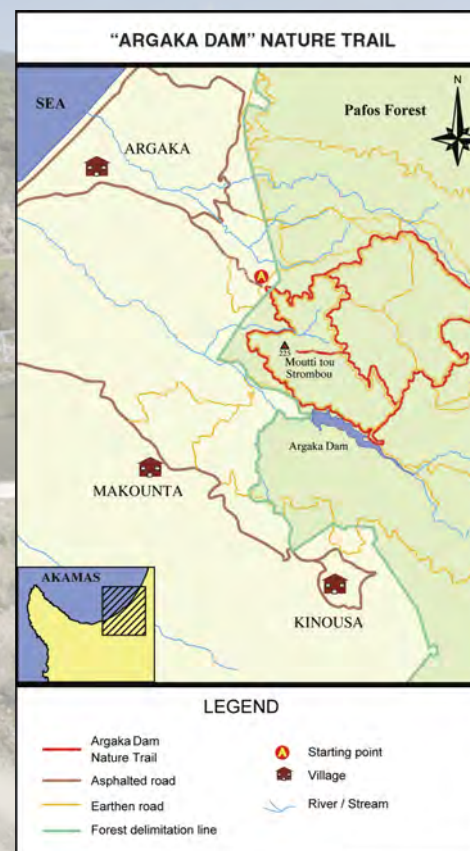 “ARGAKA DAM” NATURE TRAIL
SEA
Pafos Forest
N
ARGAKA
A
223
Moutti tou
Strombou
Argaka Dam
MAKOUNTA
KINOUSA
AKAMAS
LEGEND
Argaka Dam
Nature Trail
Asphalted road
Earthen road
Forest delimitation line
A Starting point
Village
River / Stream